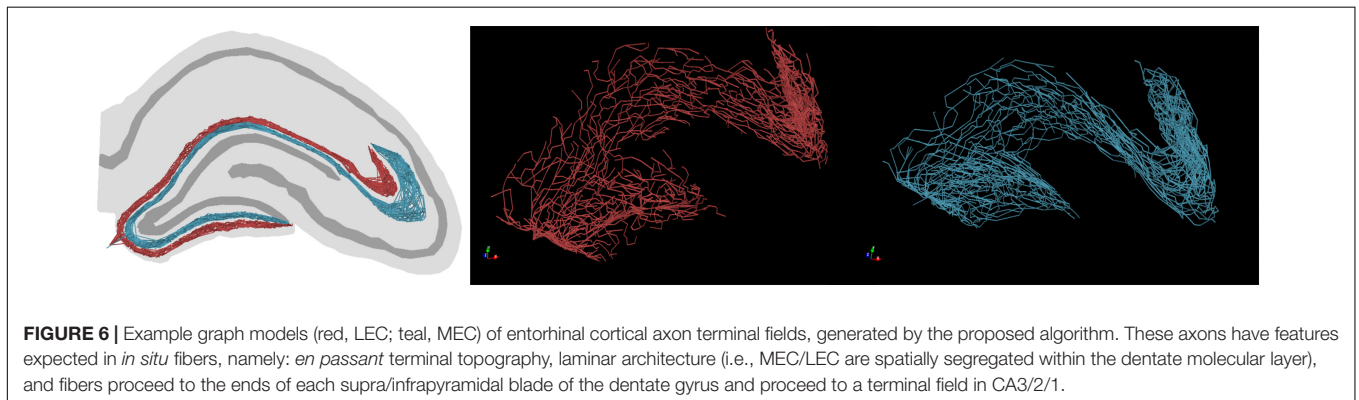 FIGURE 6 | Example graph models (red, LEC; teal, MEC) of entorhinal cortical axon terminal fields, generated by the proposed algorithm. These axons have features
expected in in situ fibers, namely: en passant terminal topography, laminar architecture (i.e., MEC/LEC are spatially segregated within the dentate molecular layer),
and fibers proceed to the ends of each supra/infrapyramidal blade of the dentate gyrus and proceed to a terminal field in CA3/2/1.